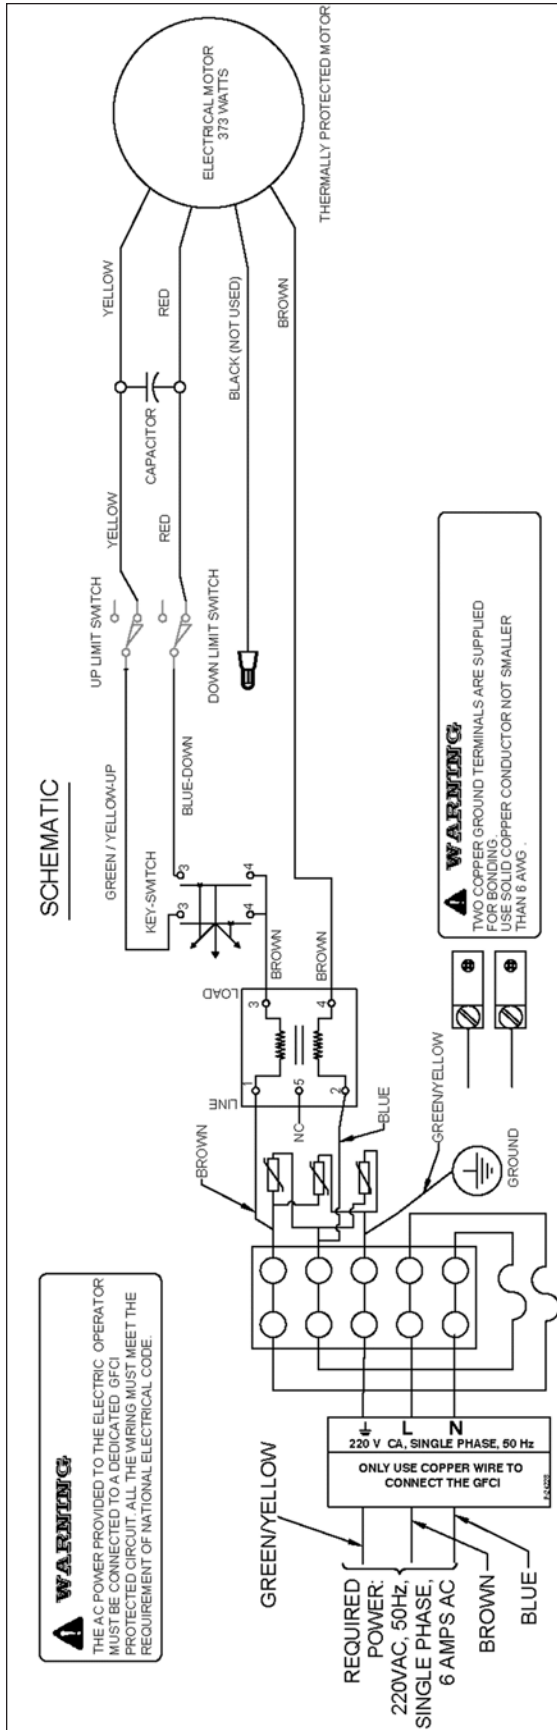 SCHEMATIC
WARNING
THE AC POWER PROVIDED TO THE ELECTRIC OPERATOR
MUST BE CONNECTED TO A DEDICATED GFCI
PROTECTED CIRCUIT. ALL THE WIRING MUST MEET THE
REQUIREMENT OF NATIONAL ELECTRICAL CODE.
GREEN/YELLOW
REQUIRED
POWER:
220VAC, 50Hz,
SINGLE PHASE,
6 AMPS AC
BROWN
BLUE
L
N
220 V CA, SINGLE PHASE, 50 Hz
ONLY USE COPPER WIRE TO
CONNECT THE GFCI
BROWN
NC
BLUE
GREEN/YELLOW
GROUND
LINE
LOAD
1
5
2
3
4
BROWN
BROWN
KEY-SWITCH
3
3
4
4
GREEN / YELLOW-UP
BLUE-DOWN
UP LIMIT SWITCH
DOWN LIMIT SWITCH
YELLOW
RED
CAPACITOR
YELLOW
RED
BLACK (NOT USED)
BROWN
ELECTRICAL MOTOR
373 WATTS
THERMALLY PROTECTED MOTOR
WARNING
TWO COPPER GROUND TERMINALS ARE SUPPLIED
FOR BONDING.
USE SOLID COPPER CONDUCTOR NOT SMALLER
THAN 6 AWG .